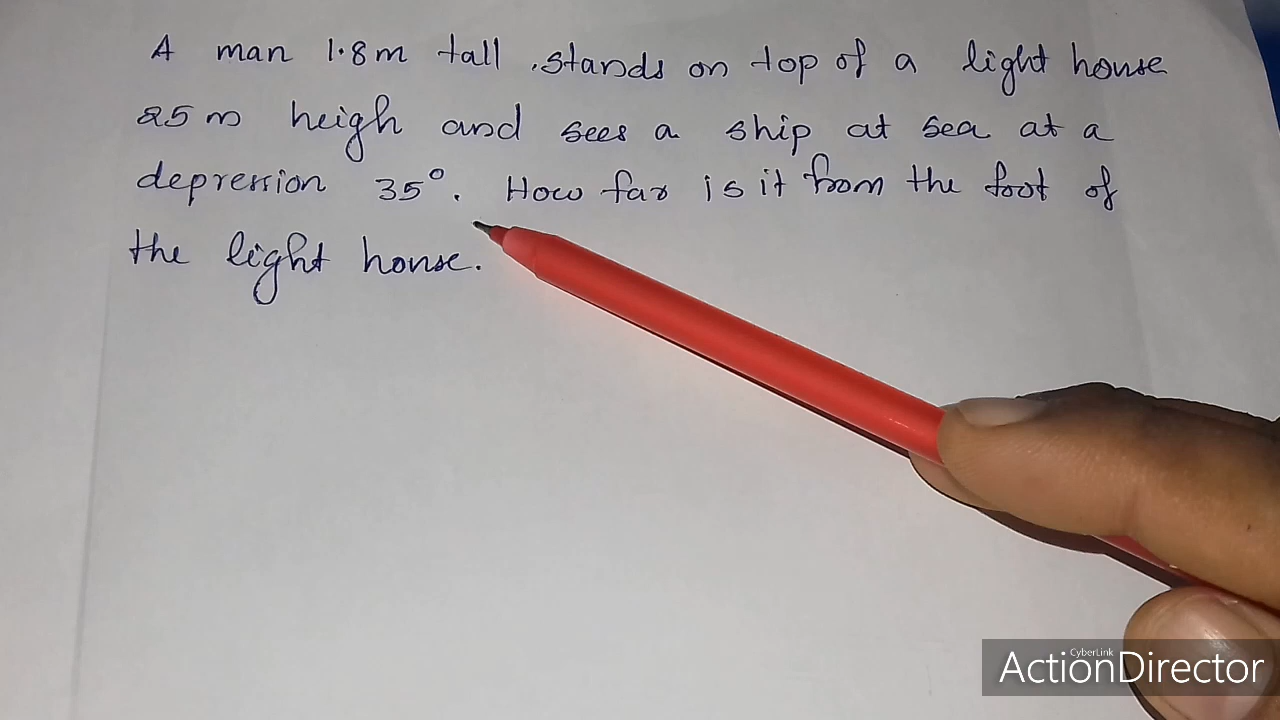 A man 1.8m tall .stands on top of a light house
25m heigh and sees a ship at sea at a
depression 35°. How far is it from the foot of
the light house.
CyberLink
ActionDirector